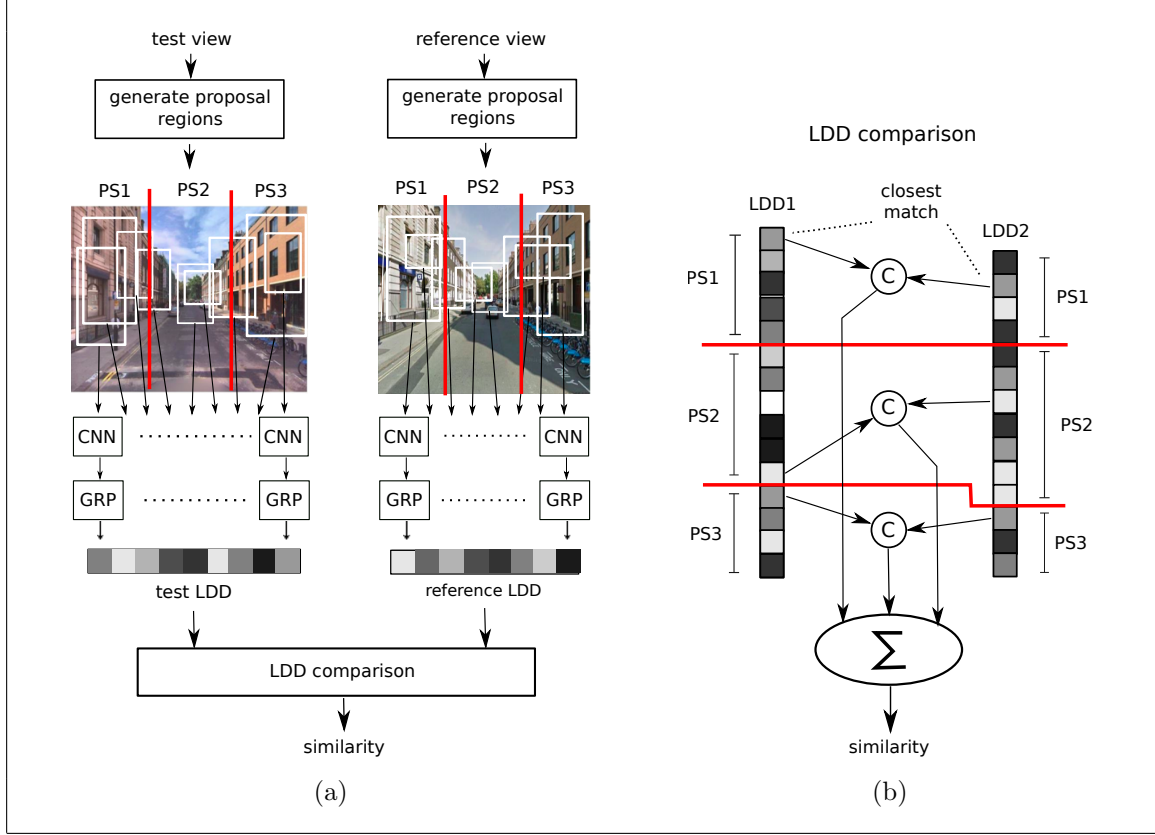 test view
generate proposal
regions
PS1 PS2 PS3
CNN CNN
GRP GRP
test LDD
reference view
generate proposal
regions
PS1 PS2 PS3
CNN CNN
GRP GRP
reference LDD
LDD comparison
similarity
(a)
LDD comparison
closest
match
LDD1
LDD2
PS1 C PS1
PS2 C PS2
PS3 C PS3
Σ
similarity
(b)